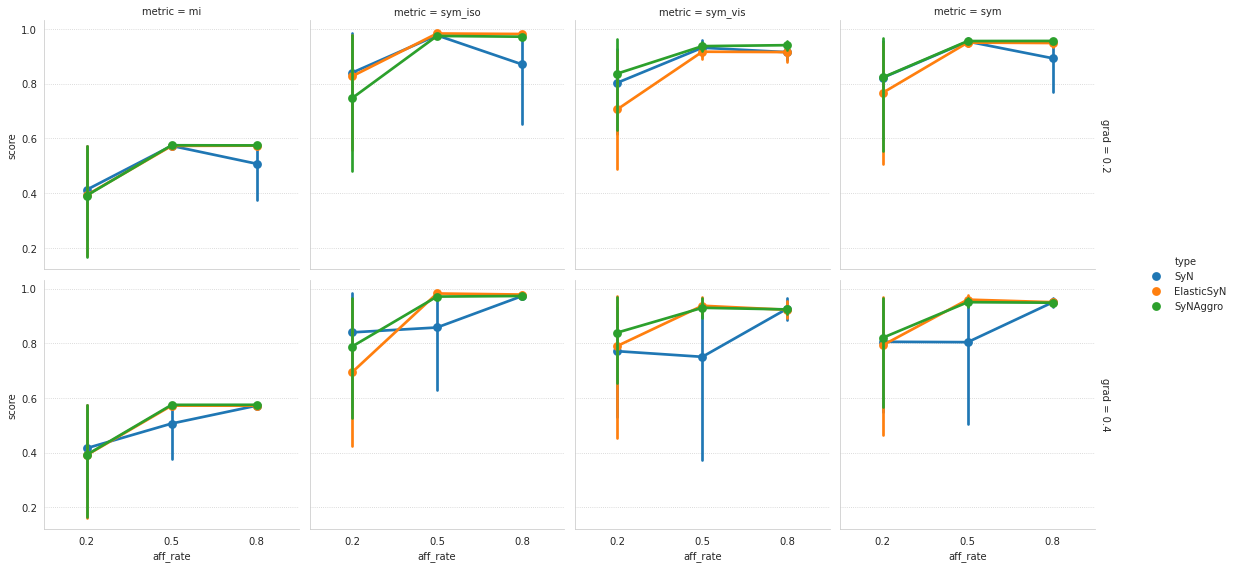 metric = mi
metric = sym_iso
metric = sym_vis
metric = sym
1.0
0.8
0.6
0.4
0.2
score
grad = 0.2
type
SyN
ElasticSyN
SyNAggro
1.0
0.8
0.6
0.4
0.2
score
grad = 0.4
0.2 0.5 0.8
0.2 0.5 0.8
0.2 0.5 0.8
0.2 0.5 0.8
aff_rate
aff_rate
aff_rate
aff_rate